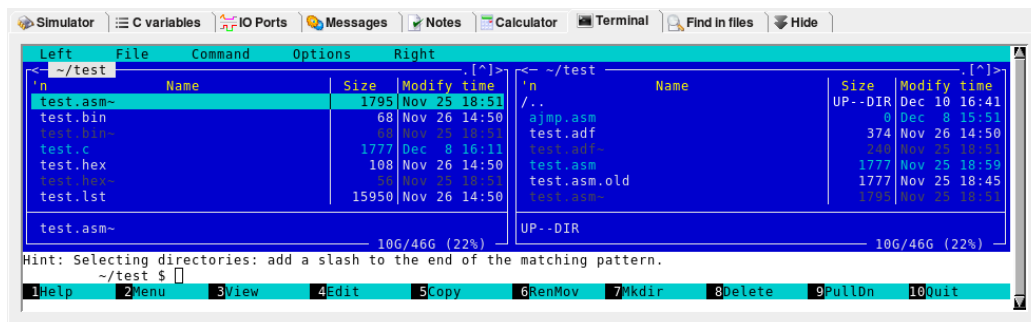 Simulator C variables IO Ports Messages Notes Calculator Terminal Find in files Hide
Left File Command Options Right
<─ ~/test .[^]> <─ ~/test .[^]>
'n Name Size Modify time 'n Name Size Modify time
test.asm~ 1795 Nov 25 18:51 /.. UP--DIR Dec 10 16:41
test.bin 68 Nov 26 14:50 ajmp.asm 0 Dec 8 15:51
test.bin~ 68 Nov 25 18:51 test.adf 374 Nov 26 14:50
test.c 1777 Dec 8 16:11 test.adf~ 240 Nov 25 18:51
test.hex 108 Nov 26 14:50 test.asm 1777 Nov 25 18:59
test.hex~ 56 Nov 25 18:51 test.asm.old 1777 Nov 25 18:45
test.lst 15950 Nov 26 14:50 test.asm~ 1795 Nov 25 18:51
test.asm~ UP--DIR
10G/46G (22%) 10G/46G (22%)
Hint: Selecting directories: add a slash to the end of the matching pattern.
~/test $
1Help 2Menu 3View 4Edit 5Copy 6RenMov 7Mkdir 8Delete 9PullDn 10Quit